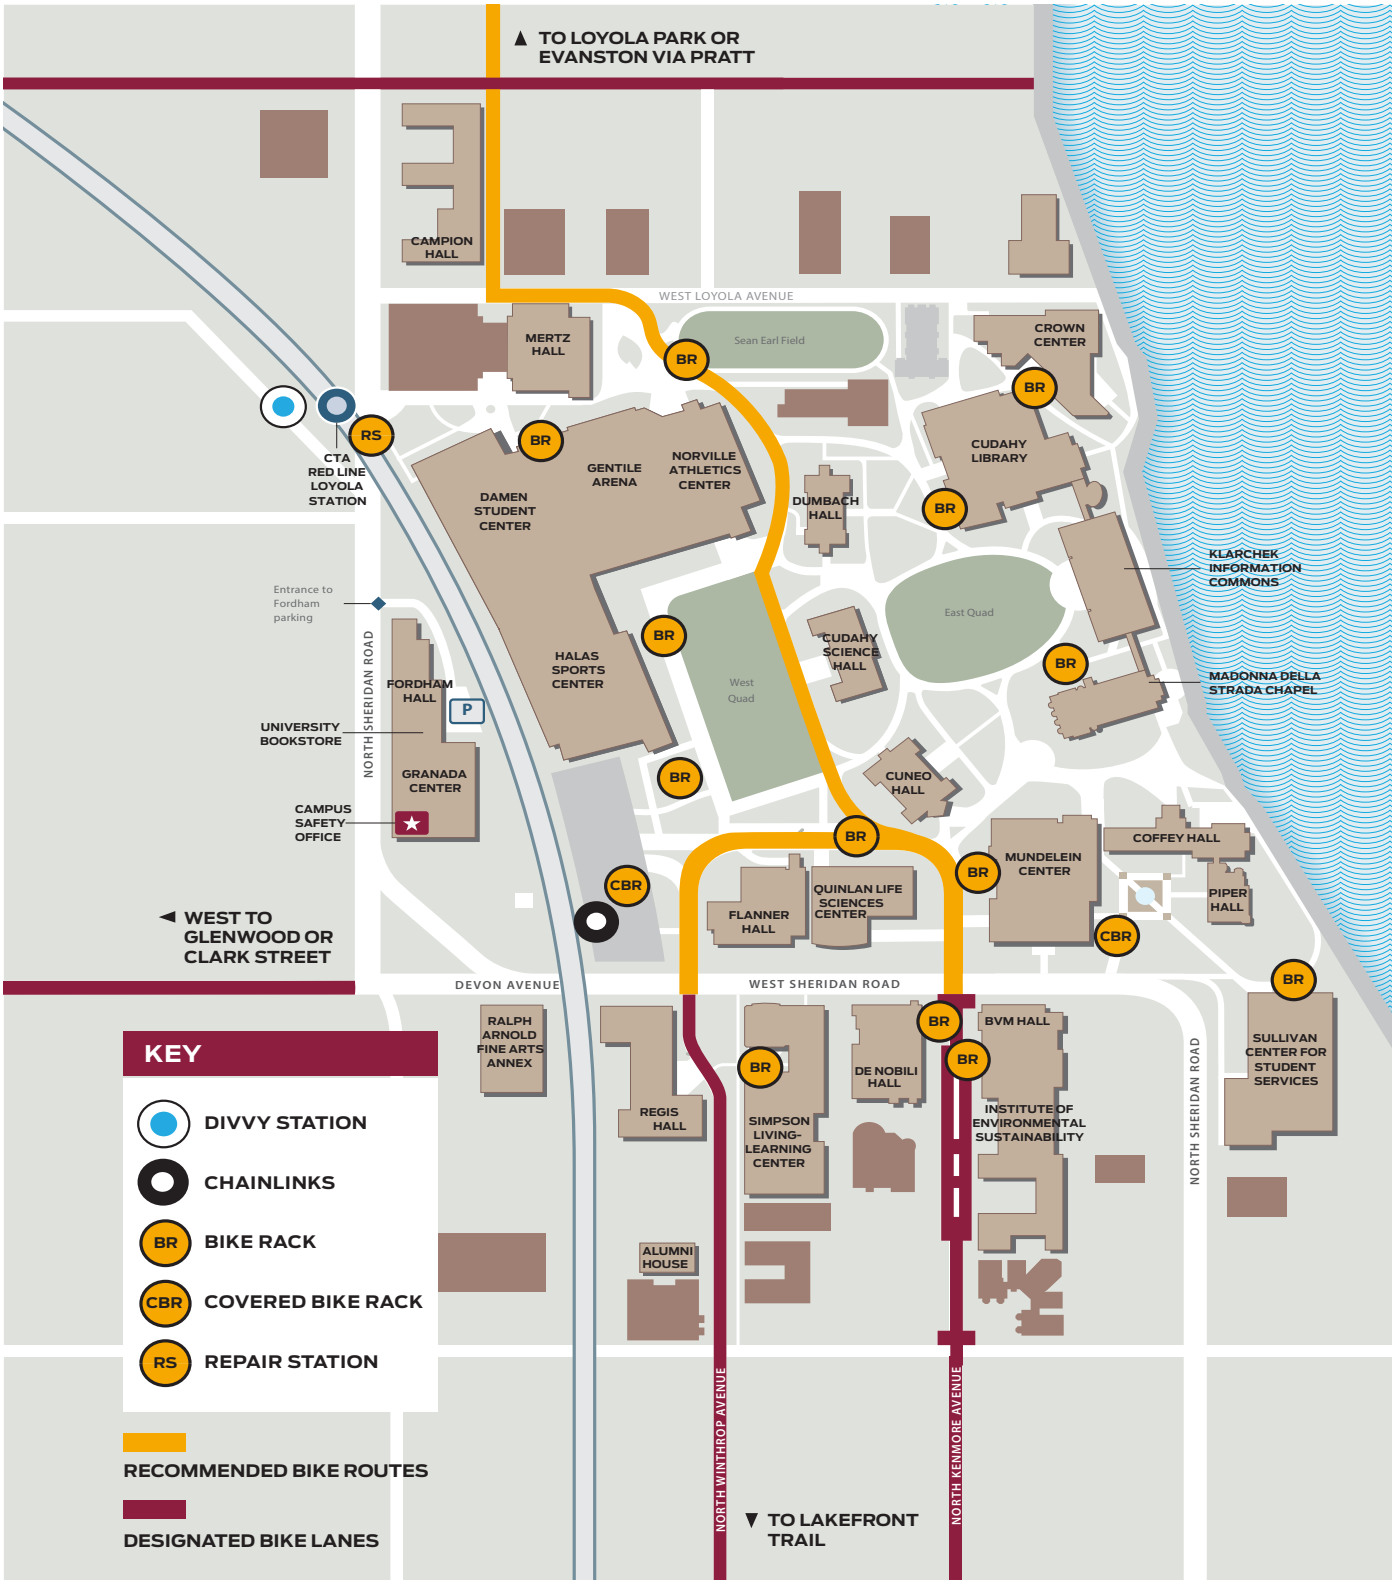 TO LOYOLA PARK OR
EVANSTON VIA PRATT
CAMPION
HALL
WEST LOYOLA AVENUE
MERTZ
HALL
Sean Earl Field
CROWN
CENTER
BR
BR
BR
RS
CTA
RED LINE
LOYOLA
STATION
GENTILE
ARENA
NORVILLE
ATHLETICS
CENTER
CUDAHY
LIBRARY
DAMEN
STUDENT
CENTER
DUMBACH
HALL
BR
KLARCHEK
INFORMATION
COMMONS
Entrance to
Fordham
parking
East Quad
BR
CUDAHY
SCIENCE
HALL
BR
HALAS
SPORTS
CENTER
West
Quad
MADONNA DELLA
STRADA CHAPEL
NORTH SHERIDAN ROAD
FORDHAM
HALL
P
UNIVERSITY
BOOKSTORE
GRANADA
CENTER
BR
CUNEO
HALL
CAMPUS
SAFETY
OFFICE
BR
COFFEY HALL
MUNDELEIN
CENTER
BR
CBR
QUINLAN LIFE
SCIENCES
CENTER
FLANNER
HALL
PIPER
HALL
CBR
WEST TO
GLENWOOD OR
CLARK STREET
DEVON AVENUE
WEST SHERIDAN ROAD
BR
RALPH
ARNOLD
FINE ARTS
ANNEX
BR
BVM HALL
BR
BR
DE NOBILI
HALL
SULLIVAN
CENTER FOR
STUDENT
SERVICES
NORTH SHERIDAN ROAD
REGIS
HALL
SIMPSON
LIVING-
LEARNING
CENTER
INSTITUTE OF
ENVIRONMENTAL
SUSTAINABILITY
ALUMNI
HOUSE
KEY
DIVVY STATION
CHAINLINKS
BR BIKE RACK
CBR COVERED BIKE RACK
RS REPAIR STATION
RECOMMENDED BIKE ROUTES
DESIGNATED BIKE LANES
NORTH WINTHROP AVENUE
NORTH KENMORE AVENUE
TO LAKEFRONT
TRAIL